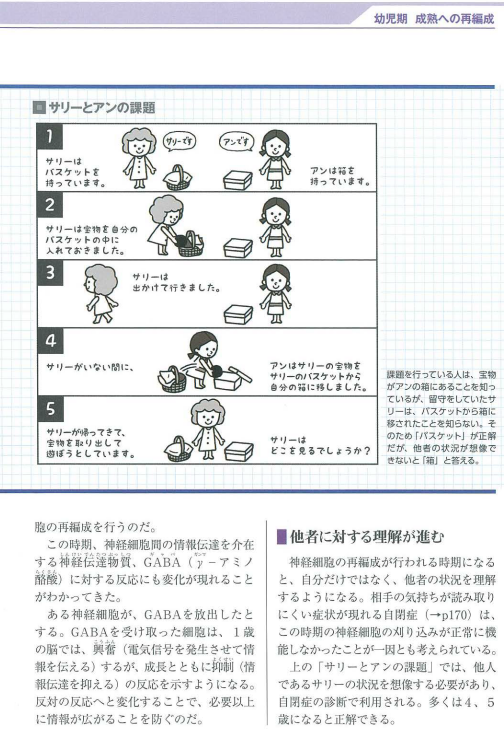 幼児期 成熟への再編成
サリーとアンの課題
1
サリーは
バスケットを
持っています。
サリーです
アンです
アンは箱を
持っています。
2
サリーは宝物を自分の
バスケットの中に
入れておきました。
3
サリーは
出かけて行きました。
4
サリーがいない間に、
アンはサリーの宝物を
サリーのバスケットから
自分の箱に移しました。
5
サリーが帰ってきて、
宝物を取り出して
遊ぼうとしています。
サリーは
どこを見るでしょうか?
課題を行っている人は、宝物
がアンの箱にあることを知っ
ているが、留守をしていたサ
リーは、バスケットから箱に
移されたことを知らない。そ
のため「バスケット」が正解
だが、他者の状況が想像で
きないと「箱」と答える。
胞の再編成を行うのだ。
この時期、神経細胞間の情報伝達を介在
する神経伝達物質、GABA(γ-アミノ
酪酸)に対する反応にも変化が現れること
がわかってきた。
ある神経細胞が、GABAを放出したと
する。GABAを受け取った細胞は、1歳
の脳では、興奮(電気信号を発生させて情
報を伝える)するが、成長とともに抑制(情
報伝達を抑える)の反応を示すようになる。
反対の反応へと変化することで、必要以上
に情報が広がることを防ぐのだ。
他者に対する理解が進む
神経細胞の再編成が行われる時期になる
と、自分だけではなく、他者の状況を理解
するようになる。相手の気持ちが読み取り
にくい症状が現れる自閉症(→p170)は、
この時期の神経細胞の刈り込みが正常に機
能しなかったことが一因とも考えられている。
上の「サリーとアンの課題」では、他人
であるサリーの状況を想像する必要があり、
自閉症の診断で利用される。多くは4、5
歳になると正解できる。